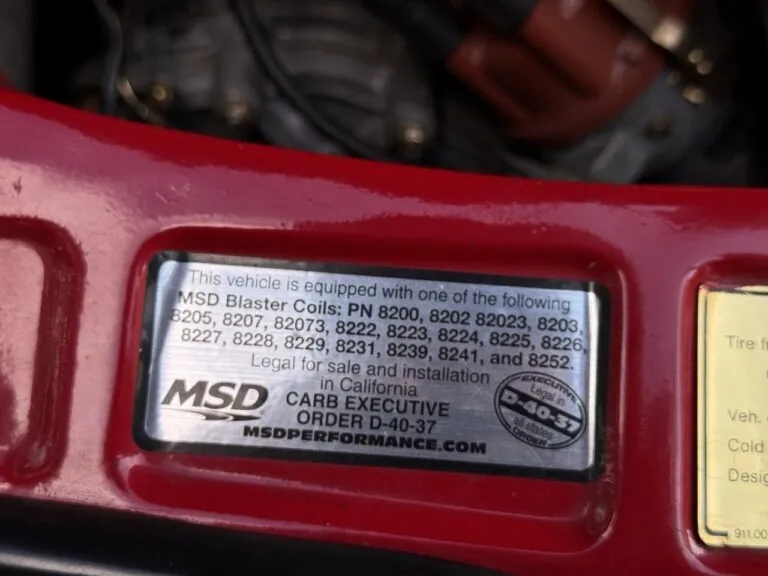 This vehicle is equipped with one of the following
MSD Blaster Coils: PN 8200, 8202 82023, 8203,
8205, 8207, 82073, 8222, 8223, 8224, 8225, 8226,
8227, 8228, 8229, 8231, 8239, 8241, and 8252.
Legal for sale and installation
in California
MSD
CARB EXECUTIVE
ORDER D-40-37
MSDPERFORMANCE.COM
EXECUTIVE
Legal in
D-40-37
all states
ORDER
Tire
Veh.
Cold
911.00